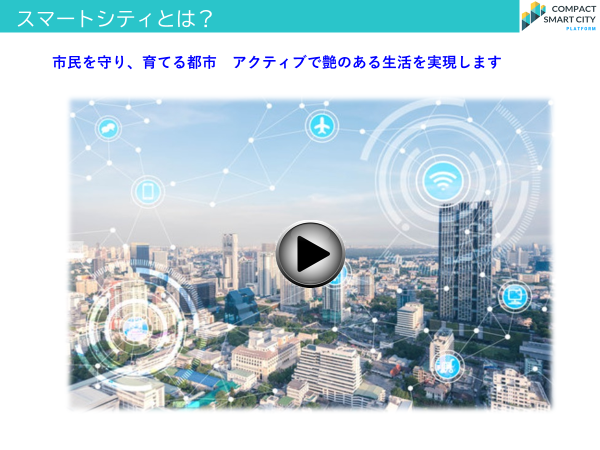 スマートシティとは？
COMPACT
SMART CITY
PLATFORM
市民を守り、育てる都市　アクティブで艶のある生活を実現します